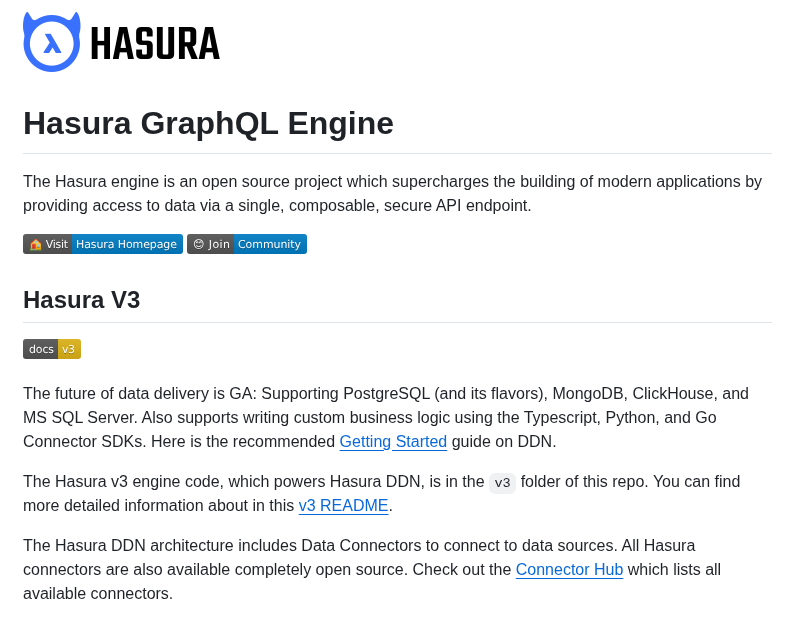 HASURA
Hasura GraphQL Engine
The Hasura engine is an open source project which supercharges the building of modern applications by
providing access to data via a single, composable, secure API endpoint.
🏠 Visit Hasura Homepage 😊 Join Community
Hasura V3
docs v3
The future of data delivery is GA: Supporting PostgreSQL (and its flavors), MongoDB, ClickHouse, and
MS SQL Server. Also supports writing custom business logic using the Typescript, Python, and Go
Connector SDKs. Here is the recommended Getting Started guide on DDN.
The Hasura v3 engine code, which powers Hasura DDN, is in the v3 folder of this repo. You can find
more detailed information about in this v3 README.
The Hasura DDN architecture includes Data Connectors to connect to data sources. All Hasura
connectors are also available completely open source. Check out the Connector Hub which lists all
available connectors.